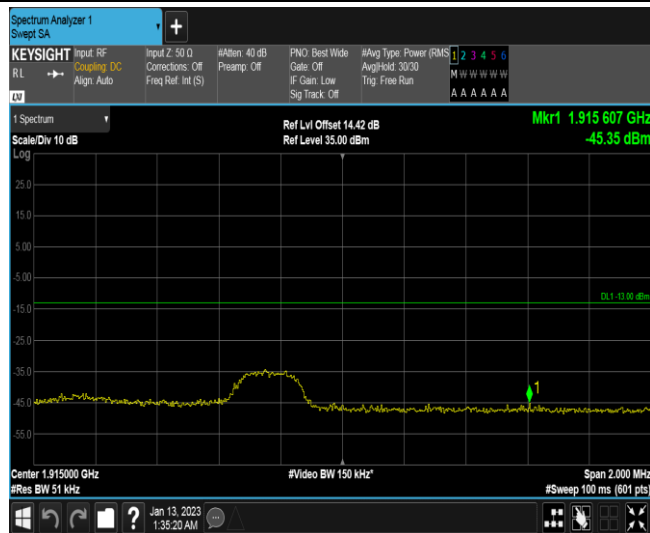 Spectrum Analyzer 1
Swept SA
+
KEYSIGHT
RL
LXI
Input: RF
Coupling: DC
Align: Auto
Input Z: 50 Ω
Corrections: Off
Freq Ref: Int (S)
#Atten: 40 dB
Preamp: Off
PNO: Best Wide
Gate: Off
IF Gain: Low
Sig Track: Off
#Avg Type: Power (RMS
Avg|Hold: 30/30
Trig: Free Run
1 2 3 4 5 6
M W W W W W
A A A A A A
1 Spectrum
Scale/Div 10 dB
Ref Lvl Offset 14.42 dB
Ref Level 35.00 dBm
Mkr1 1.915 607 GHz
-45.35 dBm
Log
25.0
15.0
5.00
-5.00
DL1 -13.00 dBm
-15.0
-25.0
-35.0
1
-45.0
-55.0
Center 1.915000 GHz
#Video BW 150 kHz*
Span 2.000 MHz
#Res BW 51 kHz
#Sweep 100 ms (601 pts)
?
Jan 13, 2023
1:35:20 AM